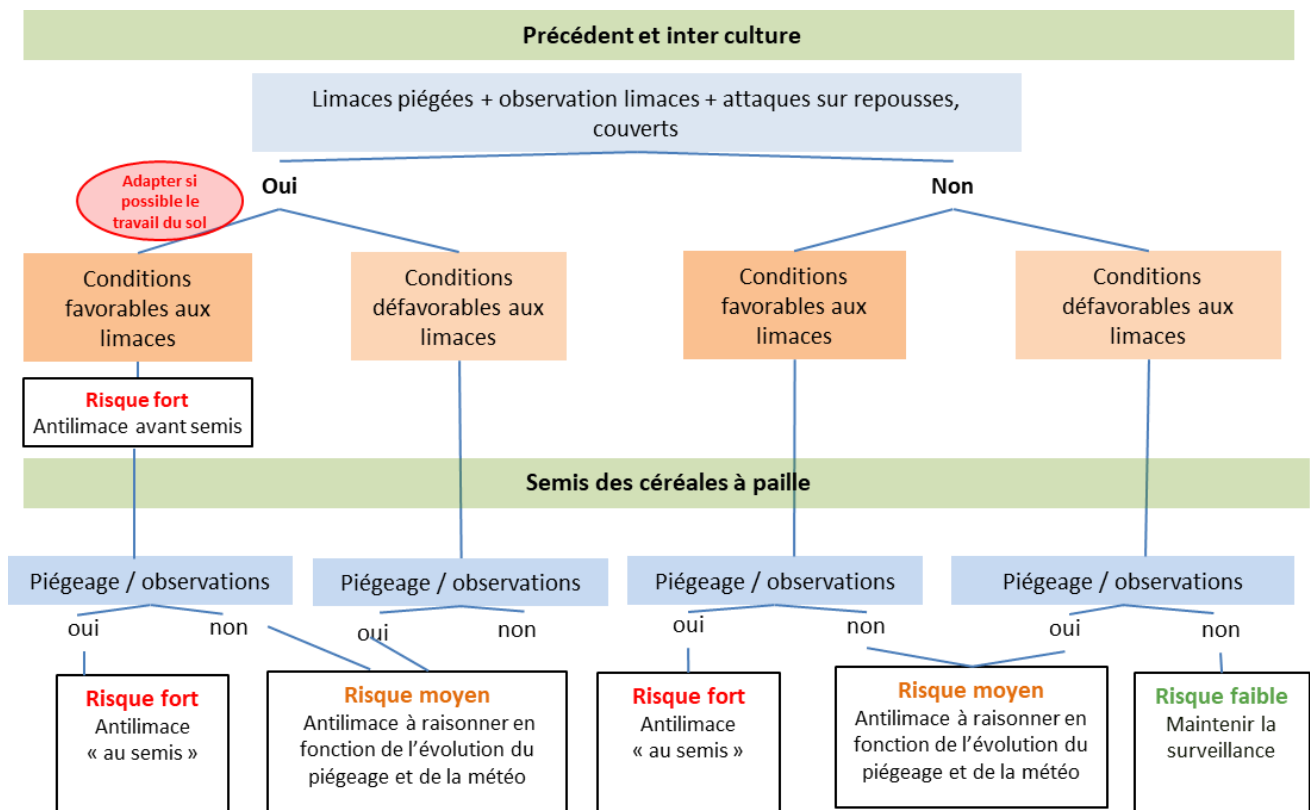 Précédent et inter culture
Limaces piégées + observation limaces + attaques sur repousses,
couverts
Adapter si
possible le
travail du sol
Oui
Non
Conditions
favorables aux
limaces
Conditions
défavorables aux
limaces
Conditions
favorables aux
limaces
Conditions
défavorables aux
limaces
Risque fort
Antilimace avant semis
Semis des céréales à paille
Piégeage / observations
Piégeage / observations
Piégeage / observations
Piégeage / observations
oui
non
oui
non
oui
non
oui
non
Risque fort
Antilimace
« au semis »
Risque moyen
Antilimace à raisonner en
fonction de l'évolution du
piégeage et de la météo
Risque fort
Antilimace
« au semis »
Risque moyen
Antilimace à raisonner en
fonction de l'évolution du
piégeage et de la météo
Risque faible
Maintenir la
surveillance